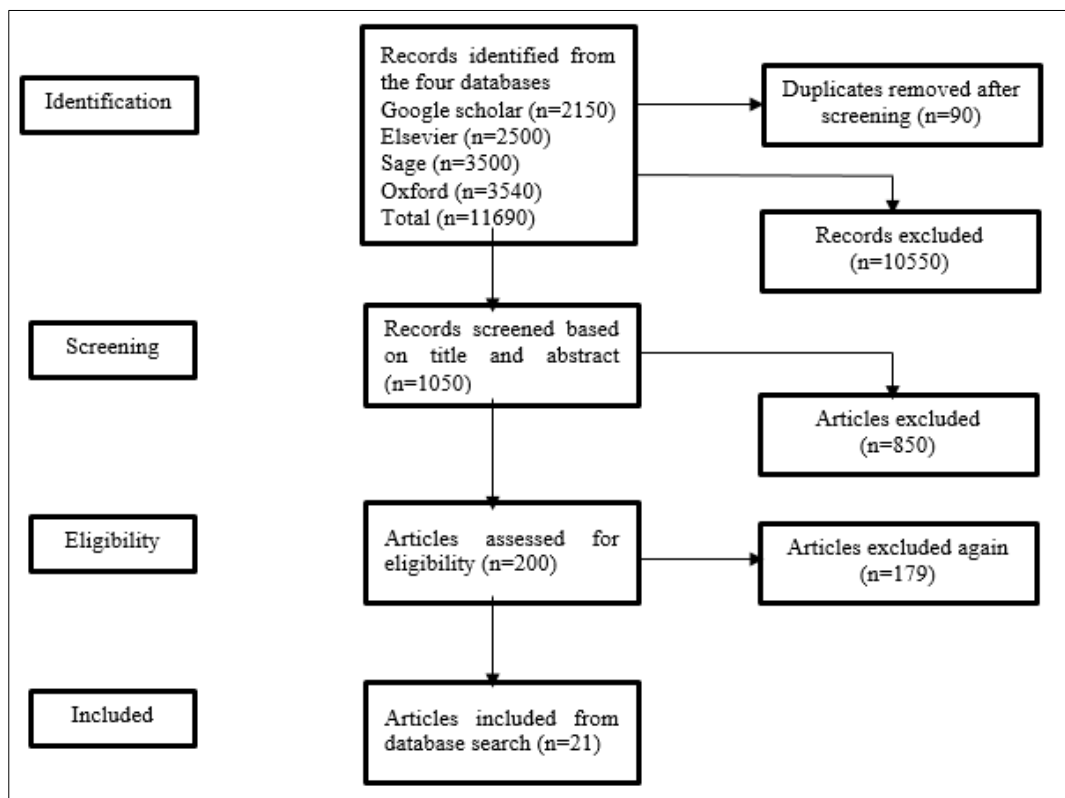 Identification
Records identified from
the four databases
Google scholar (n=2150)
Elsevier (n=2500)
Sage (n=3500)
Oxford (n=3540)
Total (n=11690)
Duplicates removed after
screening (n=90)
Records excluded
(n=10550)
Screening
Records screened based
on title and abstract
(n=1050)
Articles excluded
(n=850)
Eligibility
Articles assessed for
eligibility (n=200)
Articles excluded again
(n=179)
Included
Articles included from
database search (n=21)